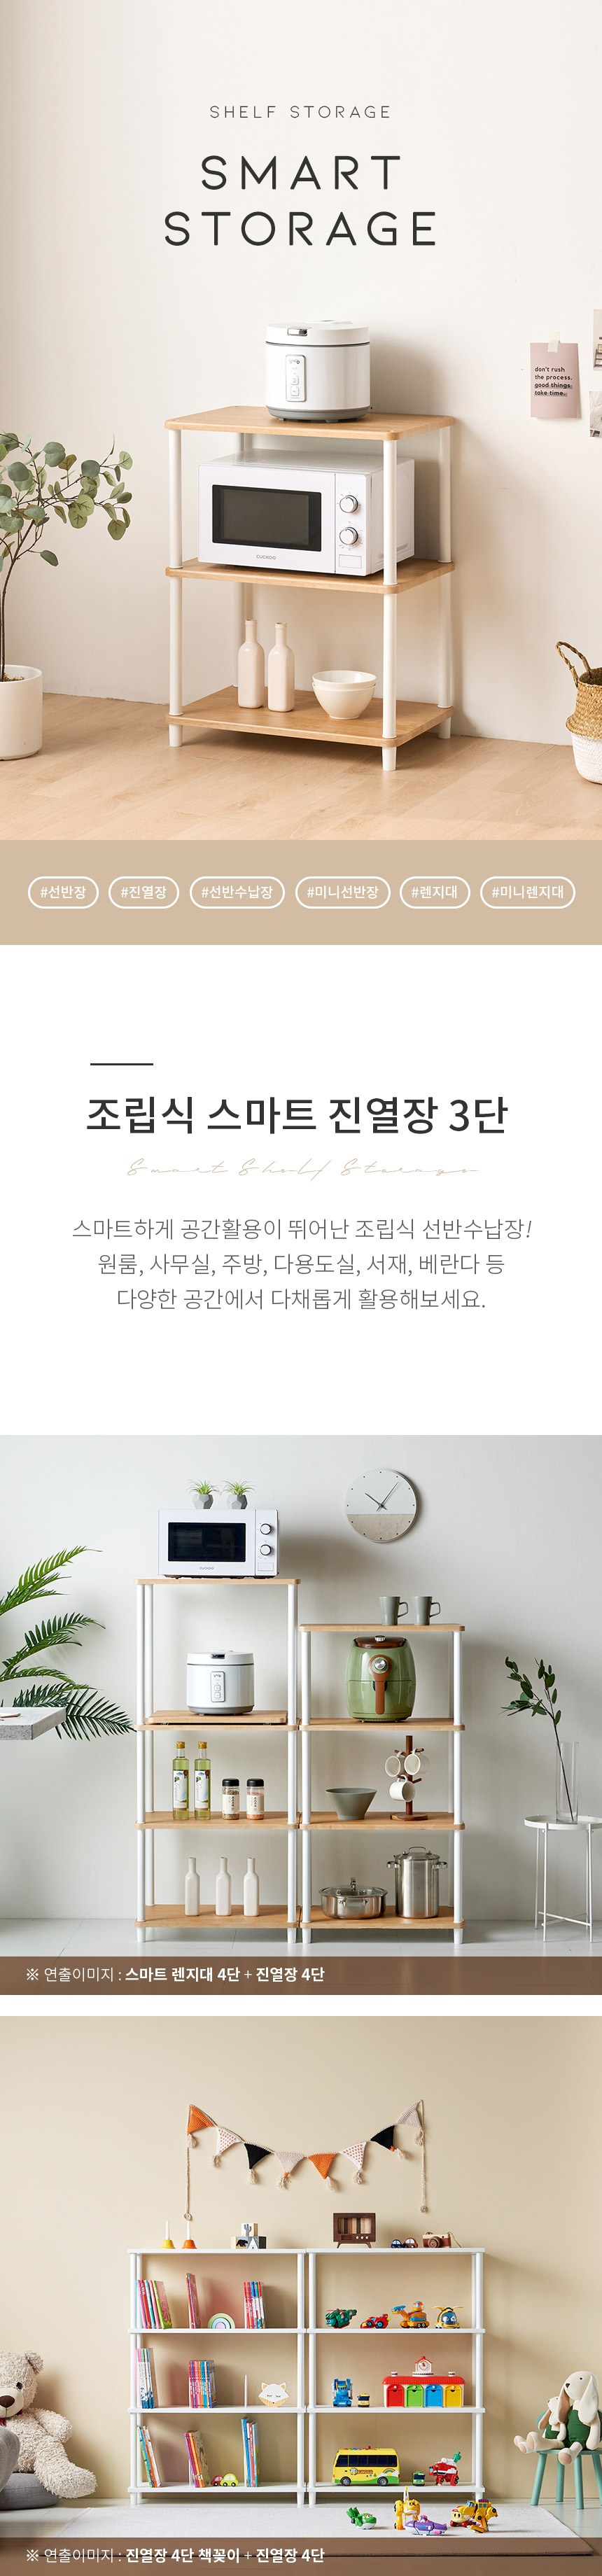 SHELF STORAGE
SMART
STORAGE
don't rush
the process.
good things
take time.
CUCKOO
#선반장
#진열장
#선반수납장
#미니선반장
#렌지대
#미니렌지대
조립식 스마트 진열장 3단
Smart Shelf Storage
스마트하게 공간활용이 뛰어난 조립식 선반수납장!
원룸, 사무실, 주방, 다용도실, 서재, 베란다 등
다양한 공간에서 다채롭게 활용해보세요.
CUCKOO
※ 연출이미지 : 스마트 렌지대 4단 + 진열장 4단
※ 연출이미지 : 진열장 4단 책꽂이 + 진열장 4단